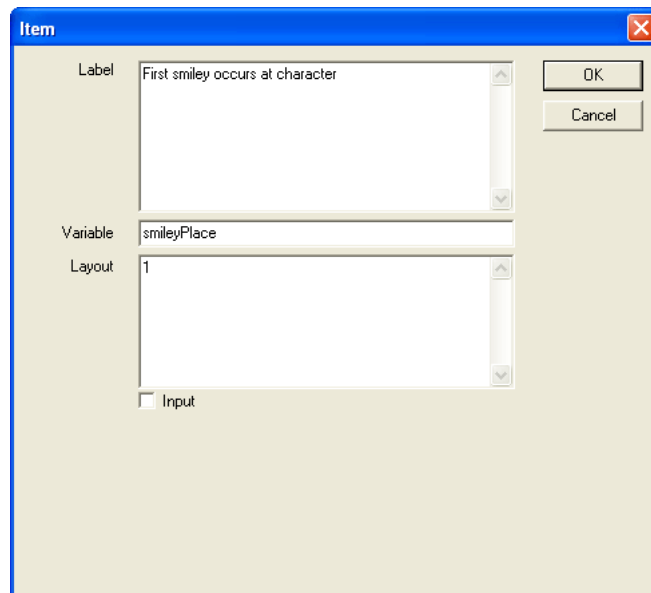 Item
Label
First smiley occurs at character
OK
Cancel
Variable
smileyPlace
Layout
1
Input